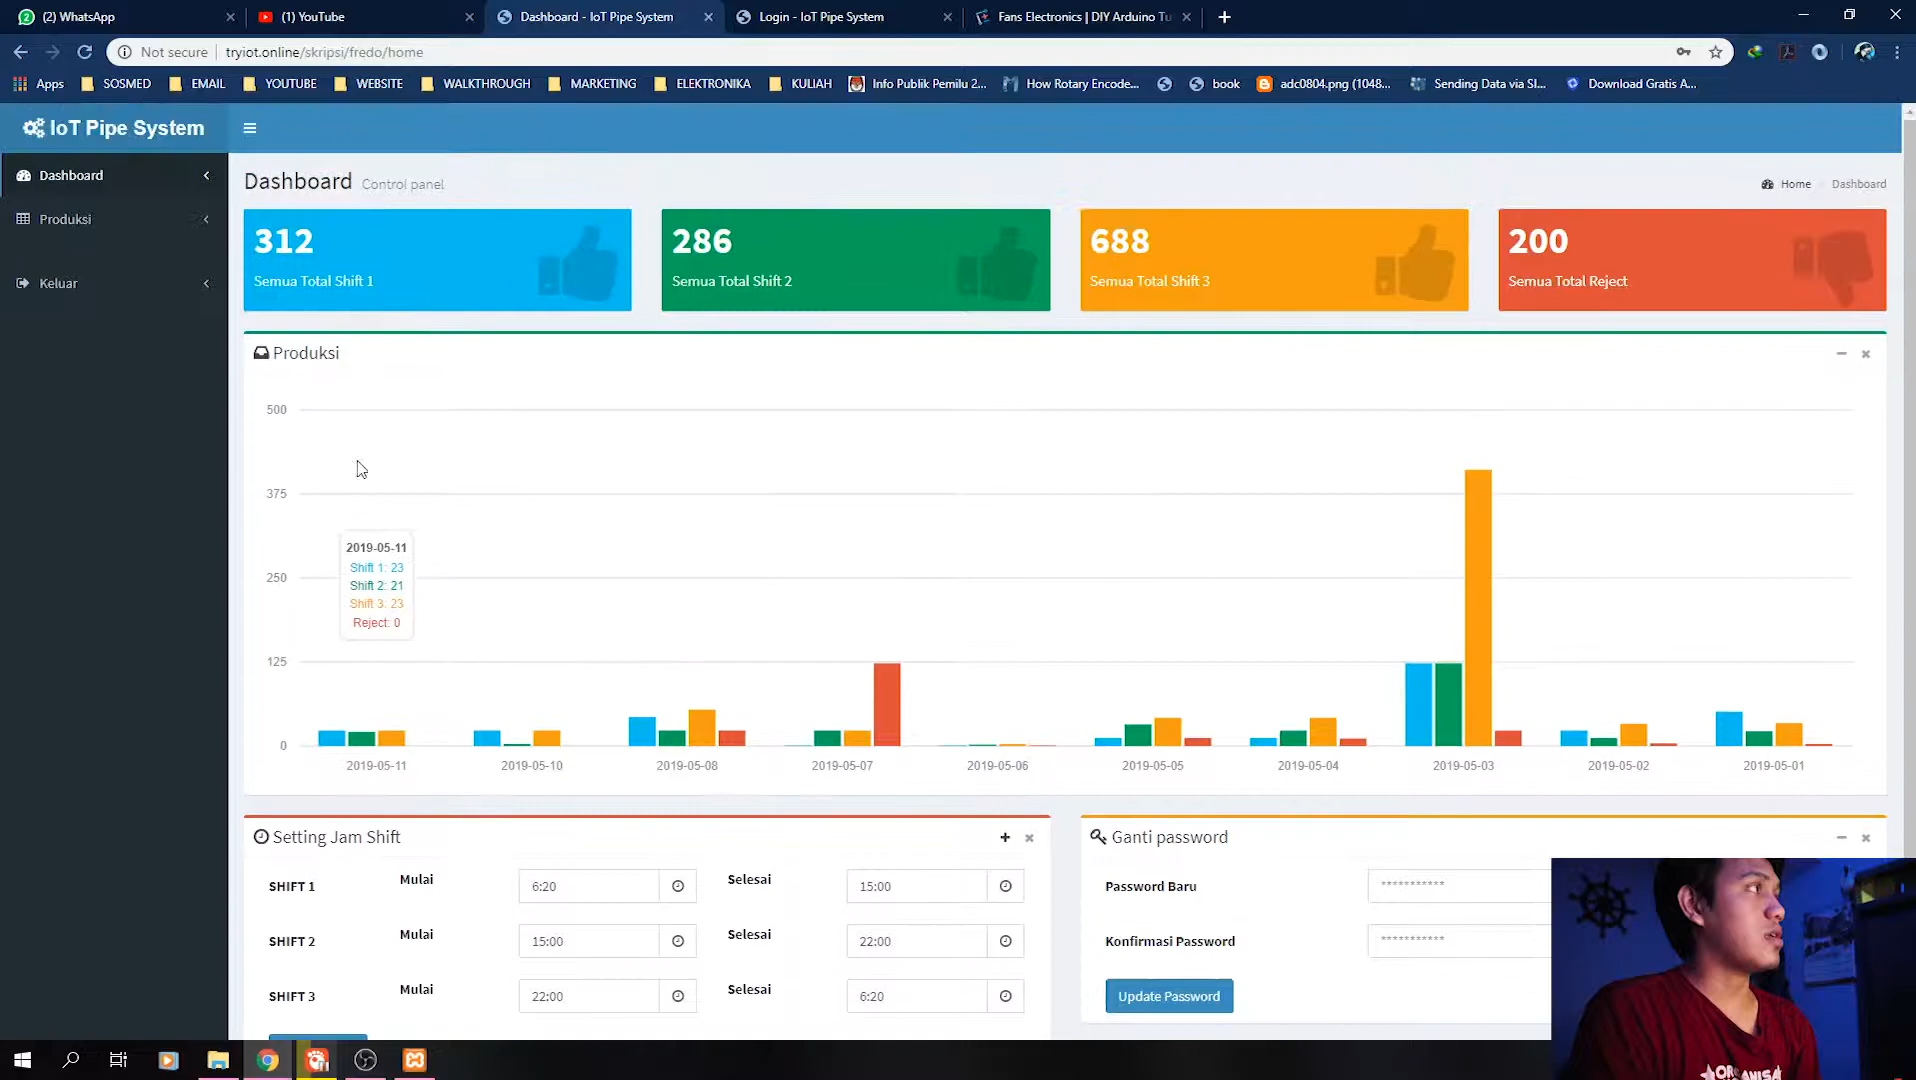 (2) WhatsApp
(1) YouTube
Dashboard - IoT Pipe System
Login - IoT Pipe System
Fans Electronics | DIY Arduino Tu
Not secure | tryiot.online/skripsi/fredo/home
Apps SOSMED EMAIL YOUTUBE WEBSITE WALKTHROUGH MARKETING ELEKTRONIKA KULIAH Info Publik Pemilu 2... How Rotary Encode... book adc0804.png (1048... Sending Data via SI... Download Gratis A...
IoT Pipe System
Dashboard
Produksi
Keluar
Dashboard Control panel
Home Dashboard
312
Semua Total Shift 1
286
Semua Total Shift 2
688
Semua Total Shift 3
200
Semua Total Reject
Produksi
500
375
250
125
0
2019-05-11
Shift 1: 23
Shift 2: 21
Shift 3: 23
Reject: 0
2019-05-11 2019-05-10 2019-05-08 2019-05-07 2019-05-06 2019-05-05 2019-05-04 2019-05-03 2019-05-02 2019-05-01
Setting Jam Shift
SHIFT 1 Mulai 6:20 Selesai 15:00
SHIFT 2 Mulai 15:00 Selesai 22:00
SHIFT 3 Mulai 22:00 Selesai 6:20
Ganti password
Password Baru ***********
Konfirmasi Password ***********
Update Password